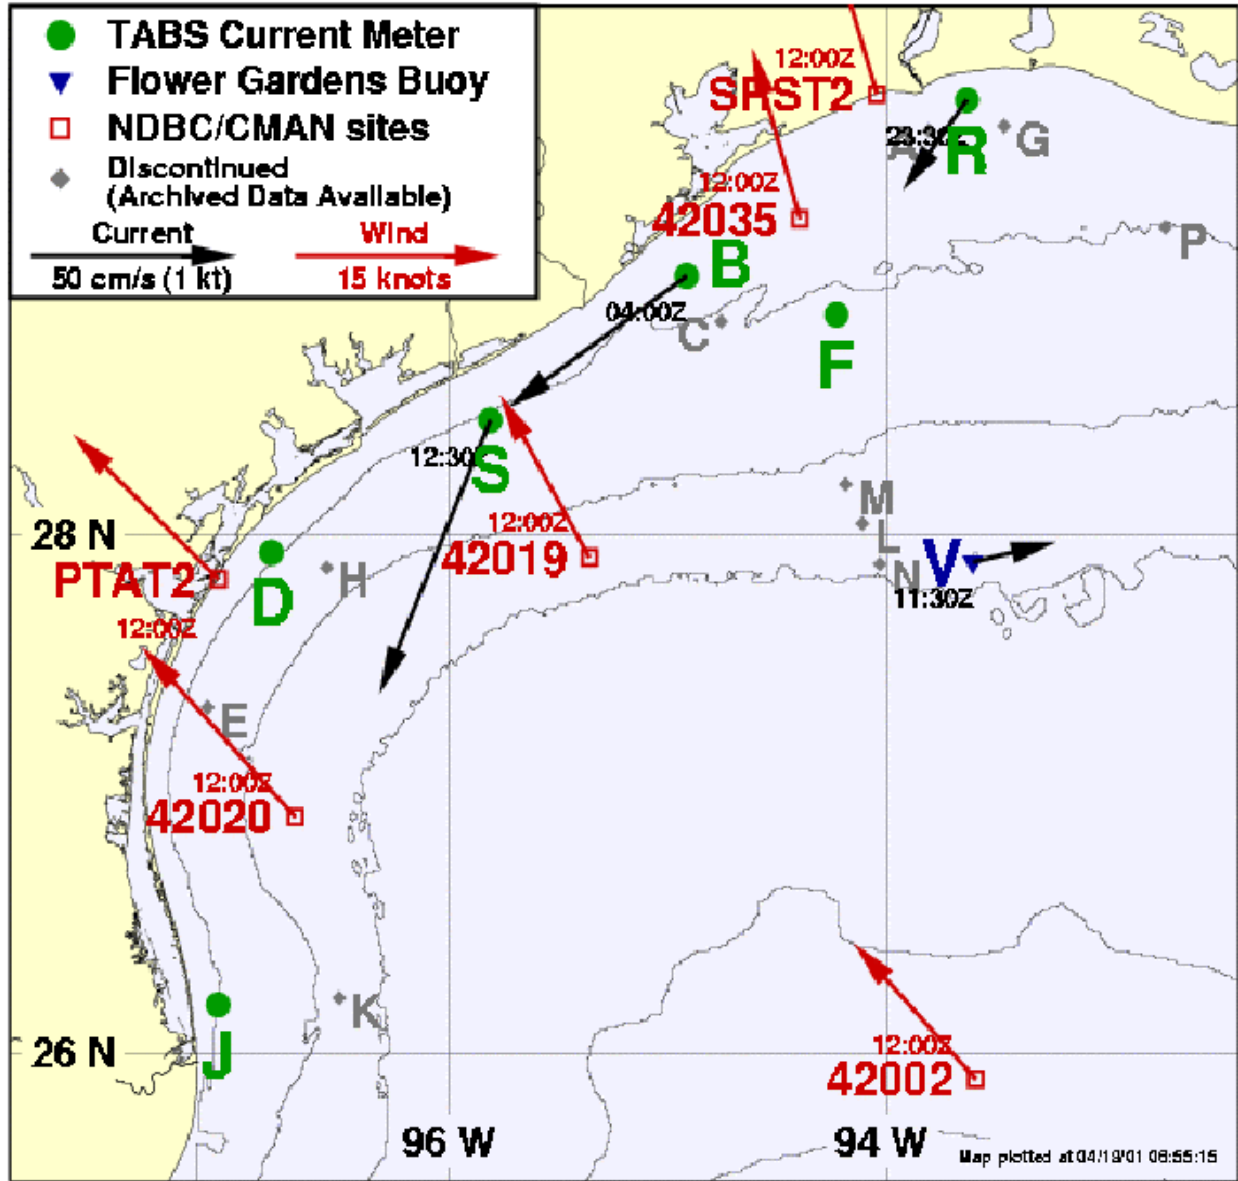 TABS Current Meter
Flower Gardens Buoy
NDBC/CMAN sites
Discontinued
(Archived Data Available)
Current Wind
50 cm/s (1 kt) 15 knots
12:00Z
SRST2
R
23:30Z
A
G
12:00Z
42035
P
B
04:00Z
C
F
12:30Z
S
M
12:00Z
28 N
L
42019
V
PTAT2
D
H
N
11:30Z
12:00Z
E
12:00Z
42020
K
J
26 N
12:00Z
42002
96 W
94 W
Map plotted at 04/19/01 08:55:15